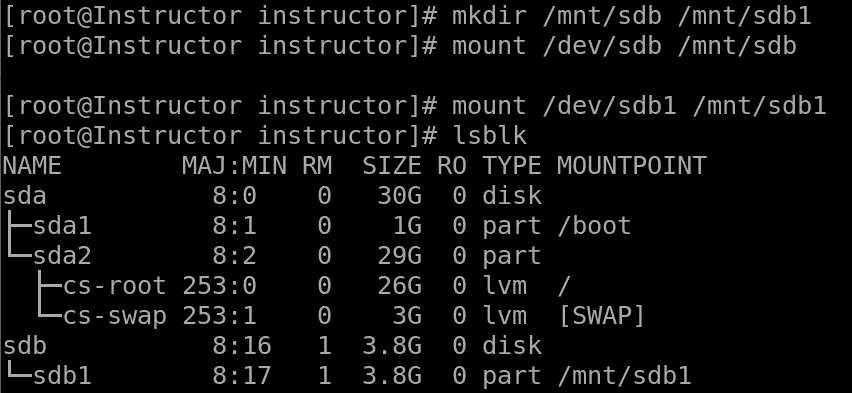 [root@Instructor instructor]# mkdir /mnt/sdb /mnt/sdb1
[root@Instructor instructor]# mount /dev/sdb /mnt/sdb

[root@Instructor instructor]# mount /dev/sdb1 /mnt/sdb1
[root@Instructor instructor]# lsblk
NAME        MAJ:MIN RM  SIZE RO TYPE MOUNTPOINT
sda           8:0    0   30G  0 disk
├─sda1        8:1    0    1G  0 part /boot
└─sda2        8:2    0   29G  0 part
  ├─cs-root 253:0    0   26G  0 lvm  /
  └─cs-swap 253:1    0    3G  0 lvm  [SWAP]
sdb           8:16   1  3.8G  0 disk
└─sdb1        8:17   1  3.8G  0 part /mnt/sdb1